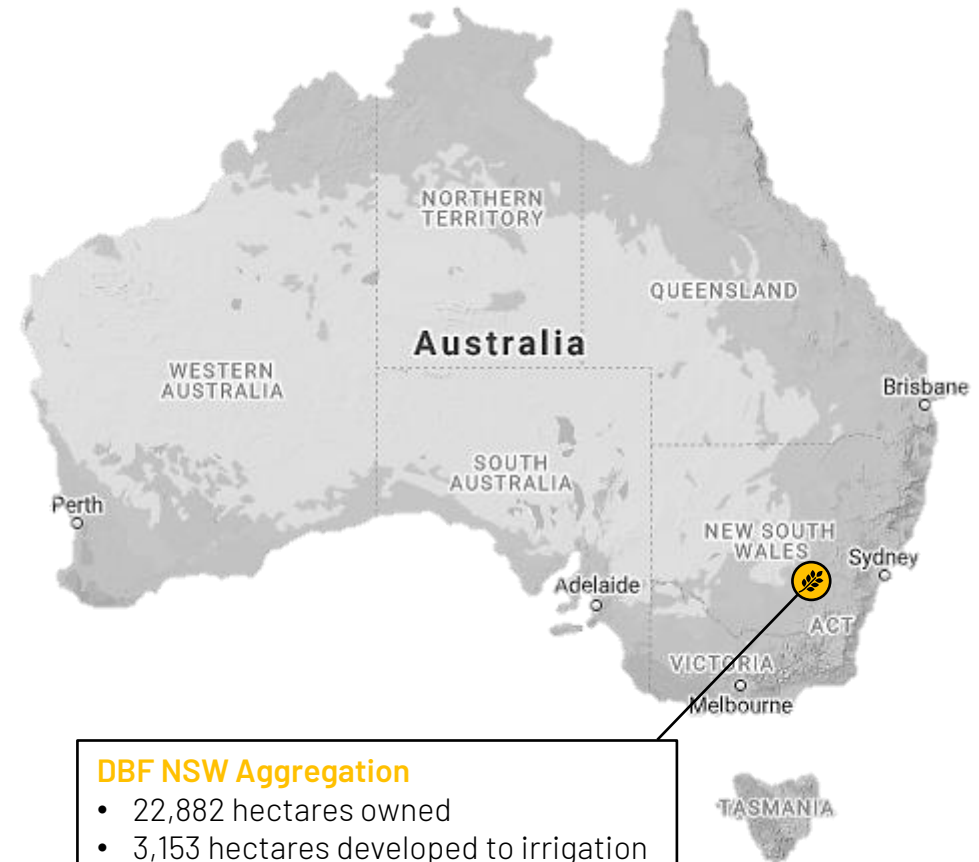 NORTHERN
TERRITORY
QUEENSLAND
Australia
WESTERN
AUSTRALIA
Brisbane
SOUTH
AUSTRALIA
Perth
NEW SOUTH
WALES
Sydney
Adelaide
ACT
VICTORIA
Melbourne
DBF NSW Aggregation
• 22,882 hectares owned
• 3,153 hectares developed to irrigation
TASMANIA